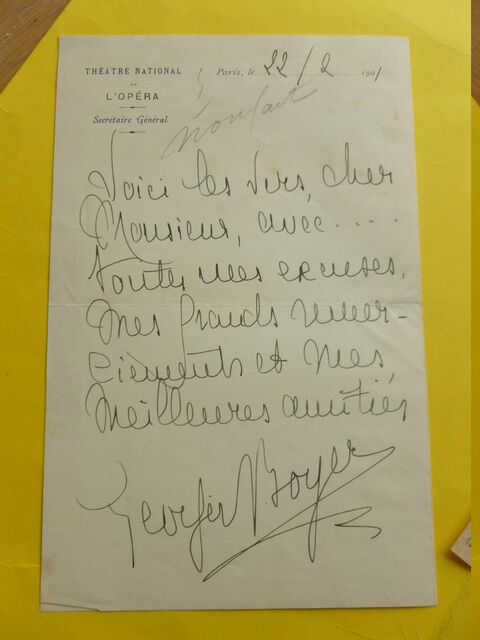 THÉATRE NATIONAL
DE
L'OPÉRA
Secrétaire Général
Paris, le 22/2 1901
Voici les vers, cher
Monsieur, avec....
toutes mes excuses,
mes grands remer-
ciements et mes
meilleures amitiés
Georges Boyer